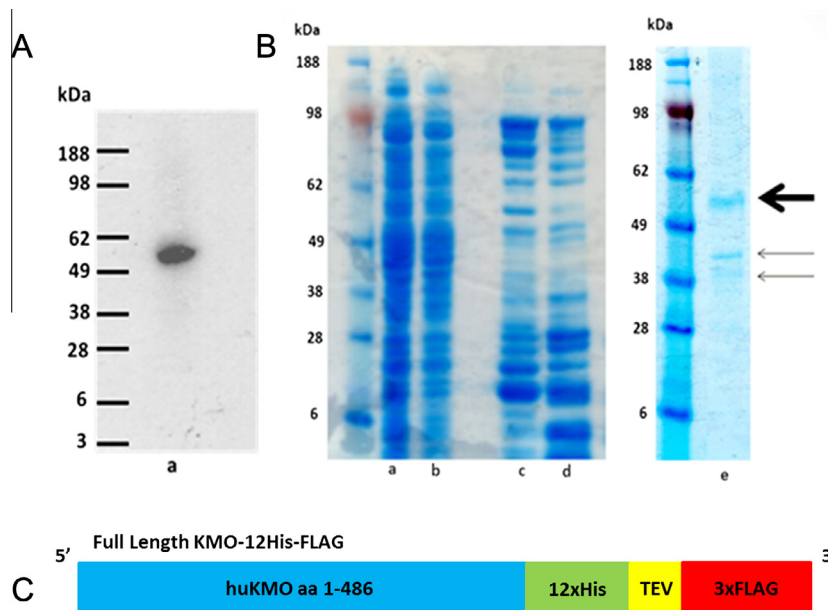 A
kDa
188
98
62
49
38
28
6
3
a
B
kDa
188
98
62
49
38
28
6
a b c d
kDa
188
98
62
49
38
28
6
e
C
Full Length KMO-12His-FLAG
5’ 3
huKMO aa 1-486 12xHis TEV 3xFLAG